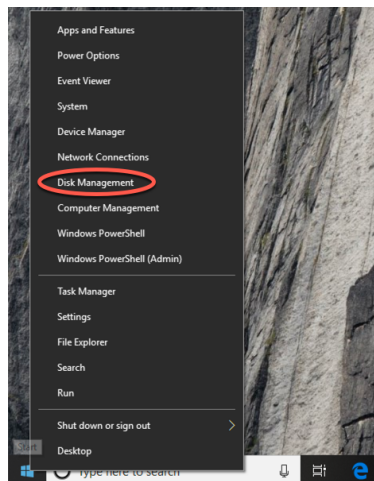 Apps and Features
Power Options
Event Viewer
System
Device Manager
Network Connections
Disk Management
Computer Management
Windows PowerShell
Windows PowerShell (Admin)
Task Manager
Settings
File Explorer
Search
Run
Shut down or sign out
Desktop
Start
Type here to search